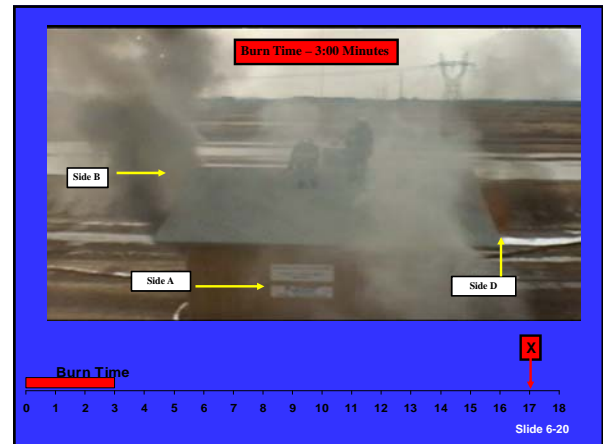 Burn Time – 3:00 Minutes
Side B
Side A
Side D
X
Burn Time
0 1 2 3 4 5 6 7 8 9 10 11 12 13 14 15 16 17 18
Slide 6-20